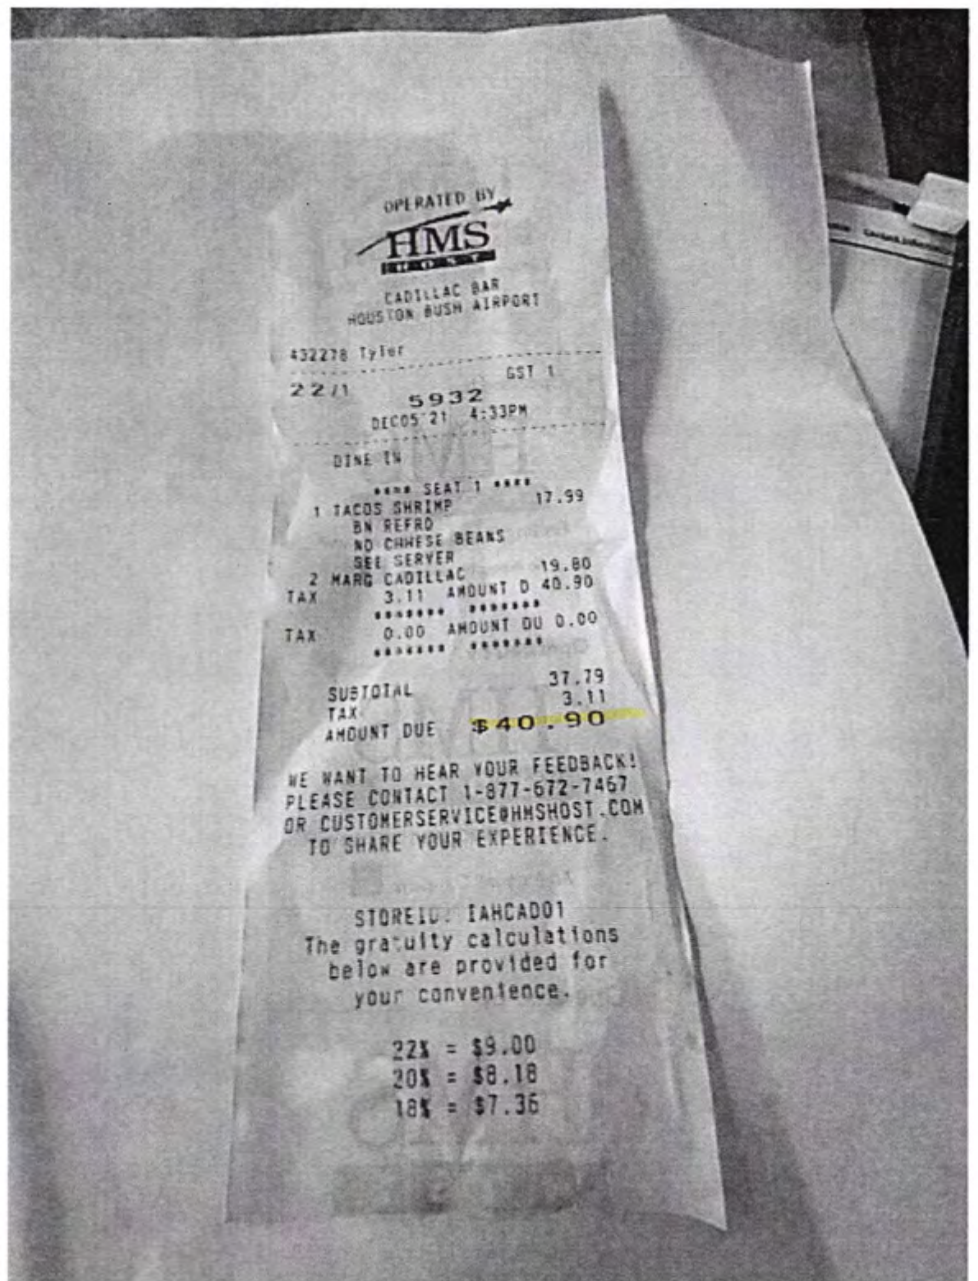 OPERATED BY
HMS
HOST
CADILLAC BAR
HOUSTON BUSH AIRPORT
432278 Tyler
22/1 GST 1
5932
DEC05'21 4:33PM
DINE IN
**** SEAT 1 ****
1 TACOS SHRIMP 17.99
BN REFRD
NO CHWESE BEANS
SEE SERVER
2 MARG CADILLAC 19.80
TAX 3.11 AMOUNT D 40.90
******* *******
TAX 0.00 AMOUNT DU 0.00
******* *******
SUBTOTAL 37.79
TAX 3.11
AMOUNT DUE $40.90
WE WANT TO HEAR YOUR FEEDBACK!
PLEASE CONTACT 1-877-672-7467
OR CUSTOMERSERVICE@HMSHOST.COM
TO SHARE YOUR EXPERIENCE.
STOREID: IAHCAD01
The gratuity calculations
below are provided for
your convenience.
22% = $9.00
20% = $8.18
18% = $7.36